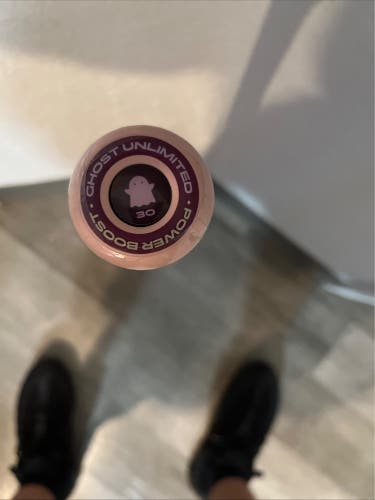 GHOST UNLIMITED
• POWER BOOST •
30